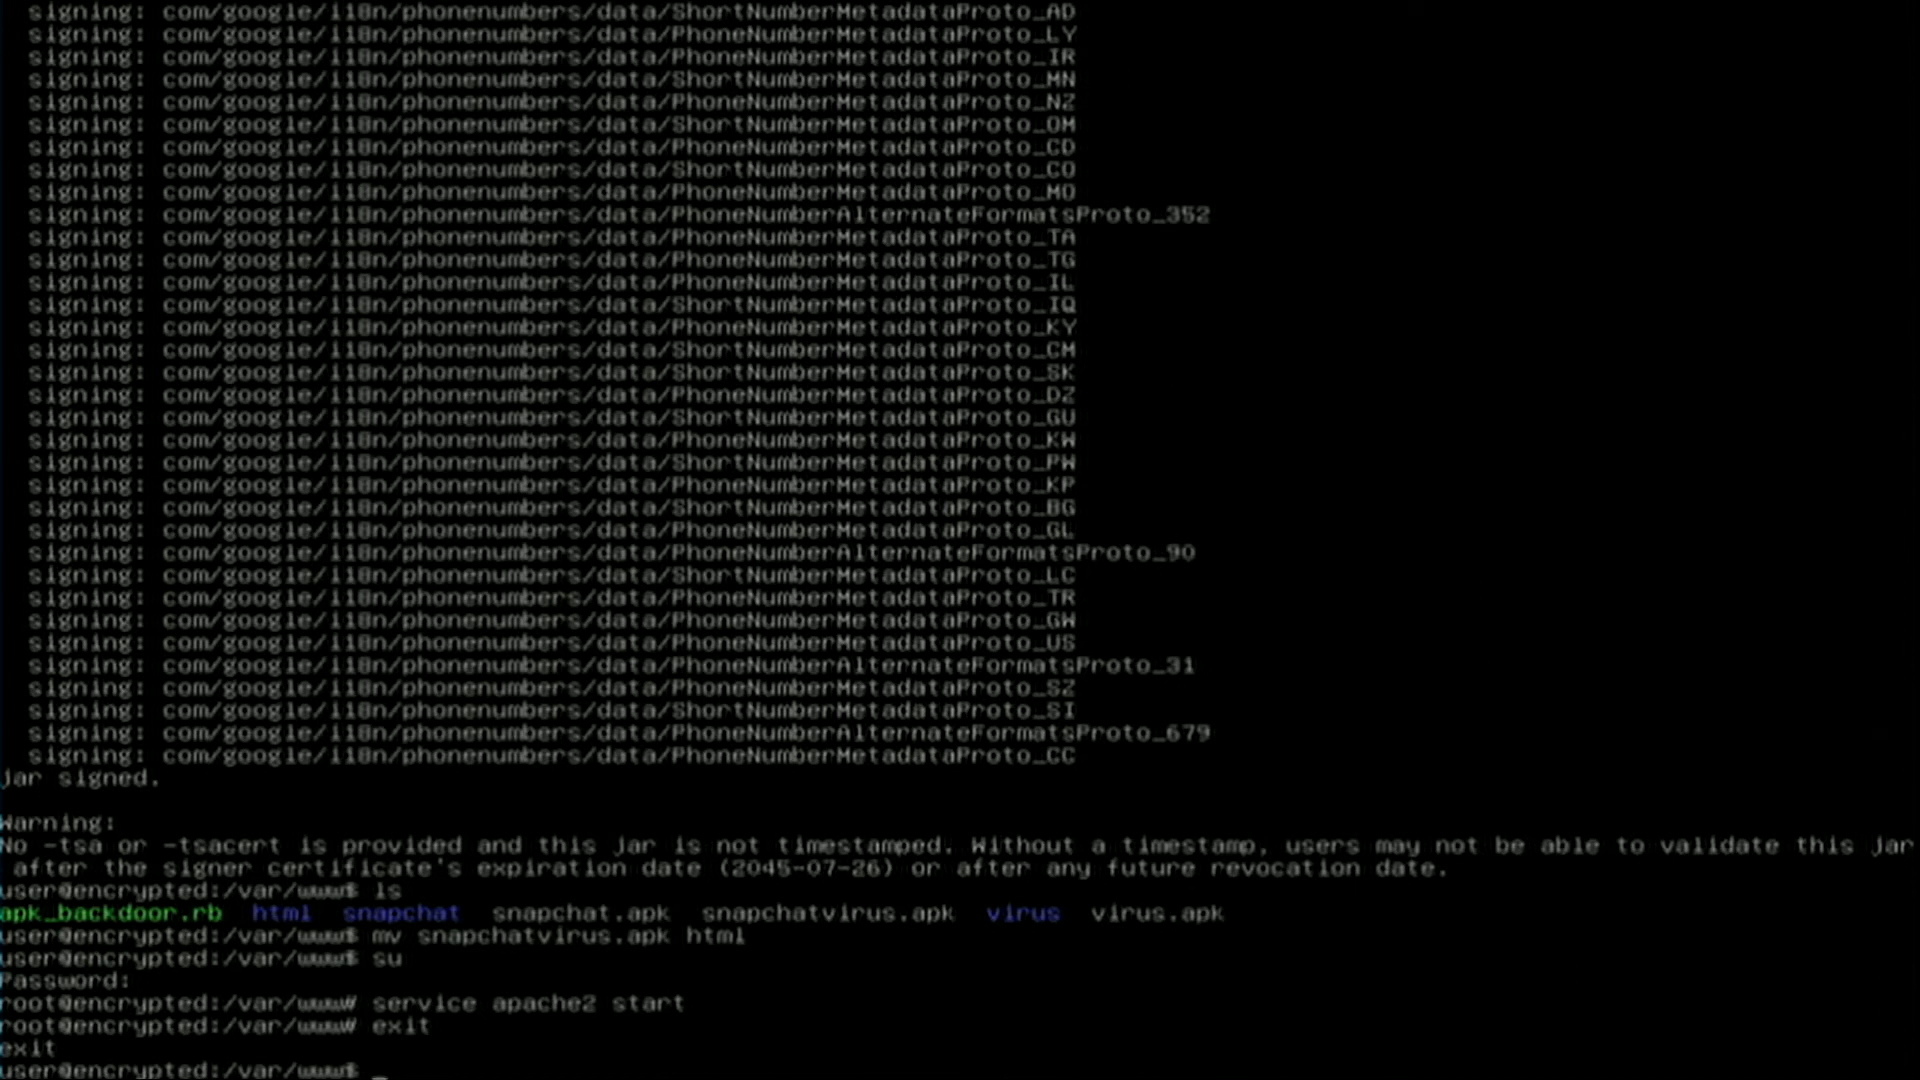 signing: com/google/i18n/phonenumbers/data/ShortNumberMetadataProto_AD
signing: com/google/i18n/phonenumbers/data/PhoneNumberMetadataProto_LY
signing: com/google/i18n/phonenumbers/data/PhoneNumberMetadataProto_IR
signing: com/google/i18n/phonenumbers/data/ShortNumberMetadataProto_MN
signing: com/google/i18n/phonenumbers/data/PhoneNumberMetadataProto_NZ
signing: com/google/i18n/phonenumbers/data/ShortNumberMetadataProto_OM
signing: com/google/i18n/phonenumbers/data/PhoneNumberMetadataProto_CD
signing: com/google/i18n/phonenumbers/data/ShortNumberMetadataProto_CO
signing: com/google/i18n/phonenumbers/data/PhoneNumberMetadataProto_MO
signing: com/google/i18n/phonenumbers/data/PhoneNumberAlternateFormatsProto_352
signing: com/google/i18n/phonenumbers/data/PhoneNumberMetadataProto_TA
signing: com/google/i18n/phonenumbers/data/PhoneNumberMetadataProto_TG
signing: com/google/i18n/phonenumbers/data/PhoneNumberMetadataProto_IL
signing: com/google/i18n/phonenumbers/data/ShortNumberMetadataProto_IQ
signing: com/google/i18n/phonenumbers/data/PhoneNumberMetadataProto_KY
signing: com/google/i18n/phonenumbers/data/ShortNumberMetadataProto_CM
signing: com/google/i18n/phonenumbers/data/ShortNumberMetadataProto_SK
signing: com/google/i18n/phonenumbers/data/PhoneNumberMetadataProto_DZ
signing: com/google/i18n/phonenumbers/data/ShortNumberMetadataProto_GU
signing: com/google/i18n/phonenumbers/data/PhoneNumberMetadataProto_KW
signing: com/google/i18n/phonenumbers/data/ShortNumberMetadataProto_PW
signing: com/google/i18n/phonenumbers/data/PhoneNumberMetadataProto_KP
signing: com/google/i18n/phonenumbers/data/ShortNumberMetadataProto_BG
signing: com/google/i18n/phonenumbers/data/PhoneNumberMetadataProto_GL
signing: com/google/i18n/phonenumbers/data/PhoneNumberAlternateFormatsProto_90
signing: com/google/i18n/phonenumbers/data/ShortNumberMetadataProto_LC
signing: com/google/i18n/phonenumbers/data/PhoneNumberMetadataProto_TR
signing: com/google/i18n/phonenumbers/data/PhoneNumberMetadataProto_GW
signing: com/google/i18n/phonenumbers/data/PhoneNumberMetadataProto_US
signing: com/google/i18n/phonenumbers/data/PhoneNumberAlternateFormatsProto_31
signing: com/google/i18n/phonenumbers/data/PhoneNumberMetadataProto_SZ
signing: com/google/i18n/phonenumbers/data/ShortNumberMetadataProto_SI
signing: com/google/i18n/phonenumbers/data/PhoneNumberAlternateFormatsProto_679
signing: com/google/i18n/phonenumbers/data/PhoneNumberMetadataProto_CC
jar signed.
Warning:
No -tsa or -tsacert is provided and this jar is not timestamped. Without a timestamp, users may not be able to validate this jar
after the signer certificate's expiration date (2045-07-26) or after any future revocation date.
user@encrypted:/var/www$ ls
apk_backdoor.rb html snapchat snapchat.apk snapchatvirus.apk virus virus.apk
user@encrypted:/var/www$ mv snapchatvirus.apk html
user@encrypted:/var/www$ su
Password:
root@encrypted:/var/www# service apache2 start
root@encrypted:/var/www# exit
exit
user@encrypted:/var/www$ _